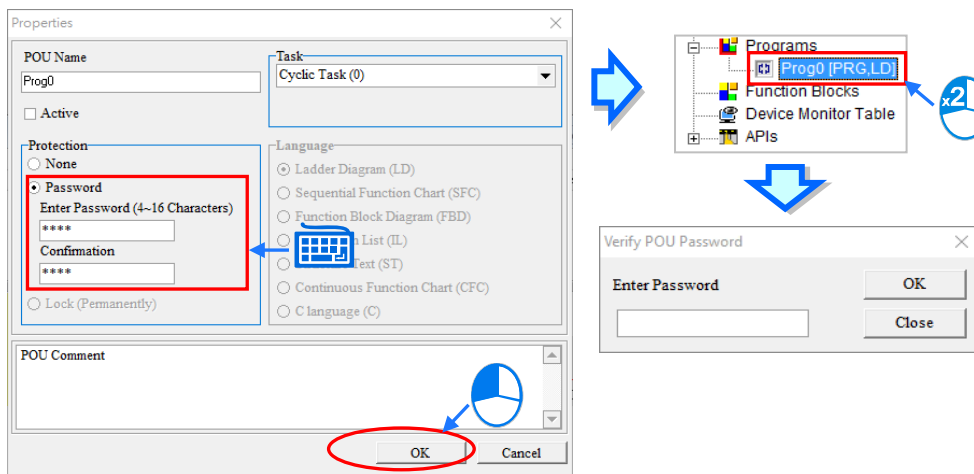 Properties
POU Name
Prog0
Active
Task
Cyclic Task (0)
Protection
None
Password
Enter Password (4~16 Characters)
****
Confirmation
****
Lock (Permanently)
Language
Ladder Diagram (LD)
Sequential Function Chart (SFC)
Function Block Diagram (FBD)
List (IL)
Text (ST)
Continuous Function Chart (CFC)
C language (C)
POU Comment
OK
Cancel
Programs
Prog0 [PRG,LD]
Function Blocks
Device Monitor Table
APIs
x2
Verify POU Password
Enter Password
OK
Close